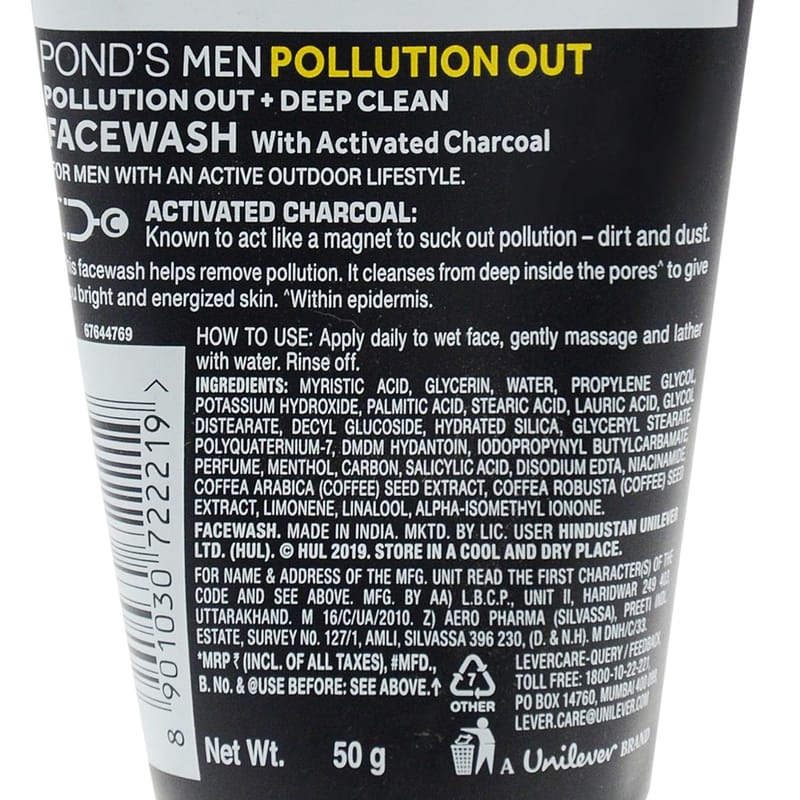 POND'S MEN POLLUTION OUT
POLLUTION OUT + DEEP CLEAN
FACEWASH With Activated Charcoal
FOR MEN WITH AN ACTIVE OUTDOOR LIFESTYLE.
C
ACTIVATED CHARCOAL:
Known to act like a magnet to suck out pollution – dirt and dust.
facewash helps remove pollution. It cleanses from deep inside the pores^ to give
bright and energized skin. ^Within epidermis.
67644769
HOW TO USE: Apply daily to wet face, gently massage and lather
with water. Rinse off.
INGREDIENTS: MYRISTIC ACID, GLYCERIN, WATER, PROPYLENE GLYCOL,
POTASSIUM HYDROXIDE, PALMITIC ACID, STEARIC ACID, LAURIC ACID, GLYCOL
DISTEARATE, DECYL GLUCOSIDE, HYDRATED SILICA, GLYCERYL STEARATE,
POLYQUATERNIUM-7, DMDM HYDANTOIN, IODOPROPYNYL BUTYLCARBAMATE,
PERFUME, MENTHOL, CARBON, SALICYLIC ACID, DISODIUM EDTA, NIACINAMIDE,
COFFEA ARABICA (COFFEE) SEED EXTRACT, COFFEA ROBUSTA (COFFEE) SEED
EXTRACT, LIMONENE, LINALOOL, ALPHA-ISOMETHYL IONONE.
FACEWASH. MADE IN INDIA. MKTD. BY LIC. USER HINDUSTAN UNILEVER
LTD. (HUL). © HUL 2019. STORE IN A COOL AND DRY PLACE.
FOR NAME & ADDRESS OF THE MFG. UNIT READ THE FIRST CHARACTER(S) OF THE
CODE AND SEE ABOVE. MFG. BY AA) L.B.C.P., UNIT II, HARIDWAR 249 403
UTTARAKHAND. M 16/C/UA/2010. Z) AERO PHARMA (SILVASSA), PREETI INDL
ESTATE, SURVEY No. 127/1, AMLI, SILVASSA 396 230, (D. & N.H). M DNH/C/33.
*MRP ₹ (INCL. OF ALL TAXES), #MFD.,
B. No. & @USE BEFORE: SEE ABOVE.↑
7
OTHER
LEVERCARE-QUERY / FEEDBACK,
TOLL FREE: 1800-10-22-221,
PO BOX 14760, MUMBAI 400 099
LEVER.CARE@UNILEVER.COM
8 901030 722219 >
Net Wt. 50 g
A Unilever BRAND